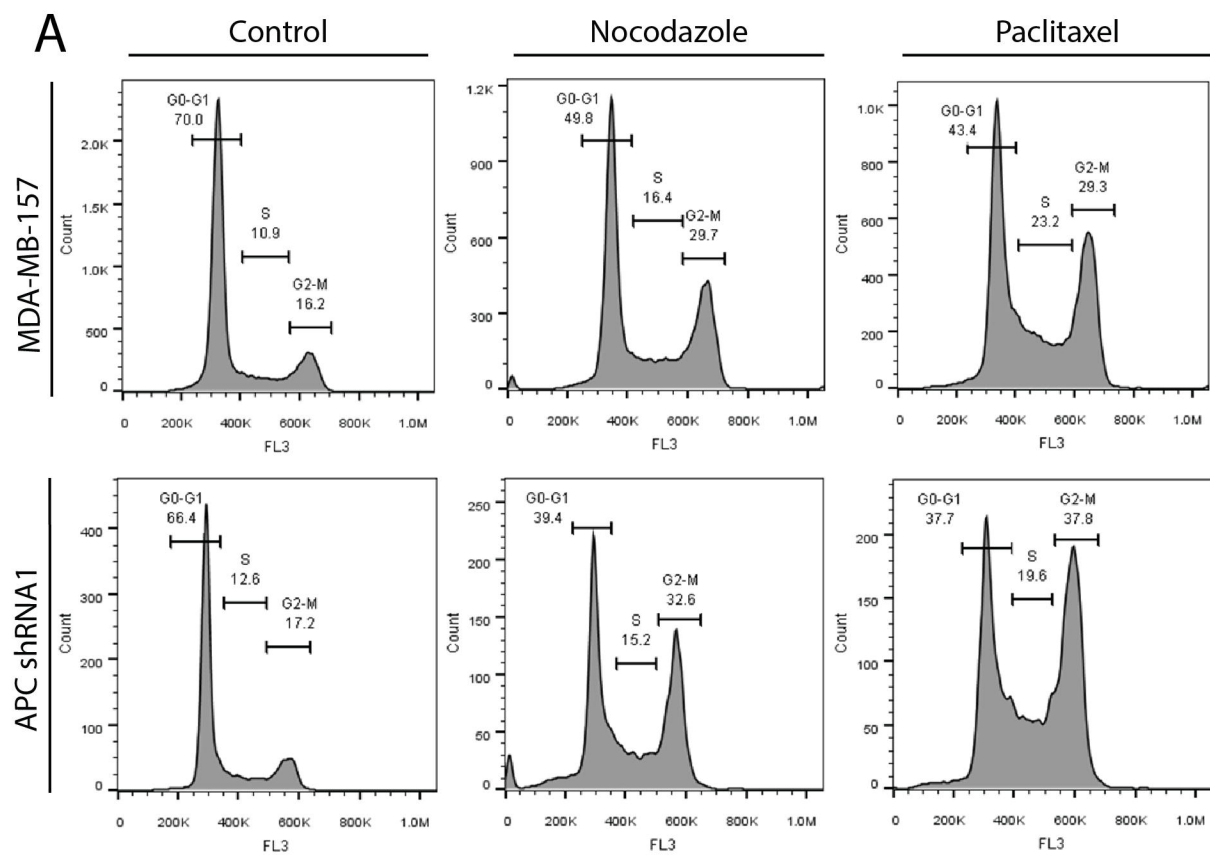 A
Control
Nocodazole
Paclitaxel
MDA-MB-157
G0-G1
70.0
S
10.9
G2-M
16.2
2.0K
1.5K
1.0K
500
0
Count
0 200K 400K 600K 800K 1.0M
FL3
G0-G1
49.8
S
16.4
G2-M
29.7
1.2K
900
600
300
0
Count
0 200K 400K 600K 800K 1.0M
FL3
G0-G1
43.4
S
23.2
G2-M
29.3
1.0K
800
600
400
200
0
Count
0 200K 400K 600K 800K 1.0M
FL3
APC shRNA1
G0-G1
66.4
S
12.6
G2-M
17.2
400
300
200
100
0
Count
0 200K 400K 600K 800K 1.0M
FL3
G0-G1
39.4
S
15.2
G2-M
32.6
250
200
150
100
50
0
Count
0 200K 400K 600K 800K 1.0M
FL3
G0-G1
37.7
S
19.6
G2-M
37.8
200
150
100
50
0
Count
0 200K 400K 600K 800K 1.0M
FL3